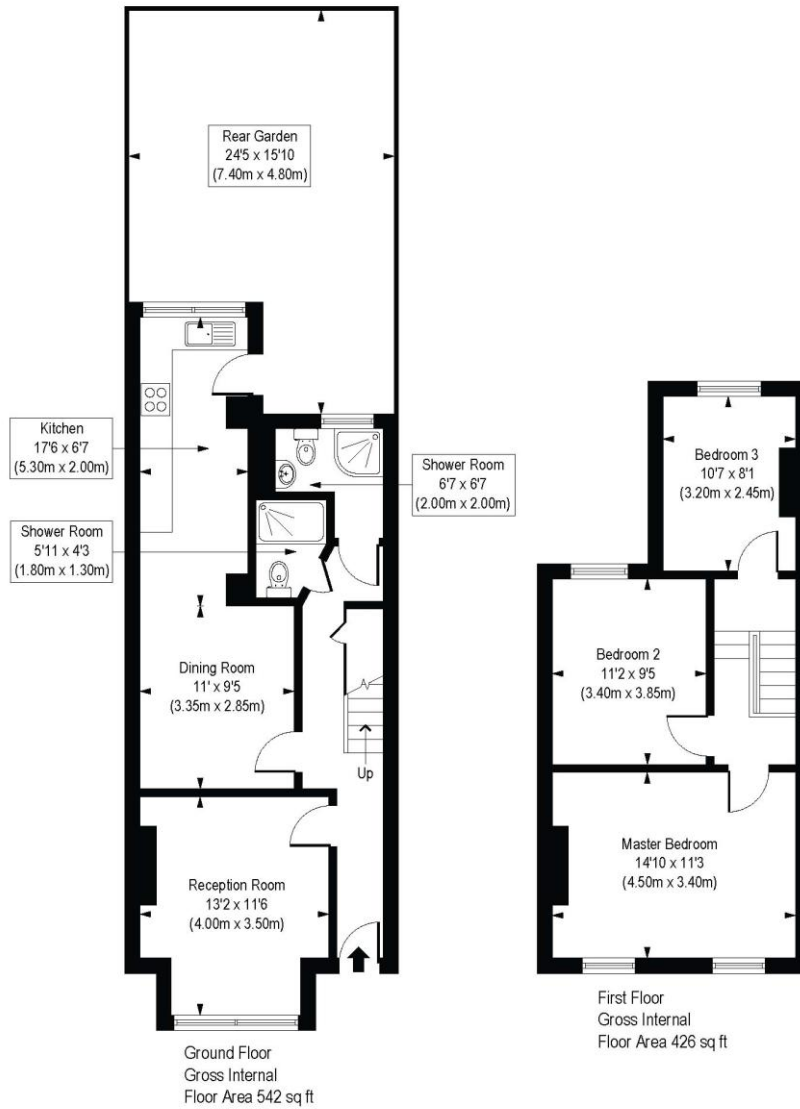 Rear Garden
24'5 x 15'10
(7.40m x 4.80m)
Kitchen
17'6 x 6'7
(5.30m x 2.00m)
Shower Room
6'7 x 6'7
(2.00m x 2.00m)
Shower Room
5'11 x 4'3
(1.80m x 1.30m)
Dining Room
11' x 9'5
(3.35m x 2.85m)
Up
Reception Room
13'2 x 11'6
(4.00m x 3.50m)
Ground Floor
Gross Internal
Floor Area 542 sq ft
Bedroom 3
10'7 x 8'1
(3.20m x 2.45m)
Bedroom 2
11'2 x 9'5
(3.40m x 3.85m)
Master Bedroom
14'10 x 11'3
(4.50m x 3.40m)
First Floor
Gross Internal
Floor Area 426 sq ft